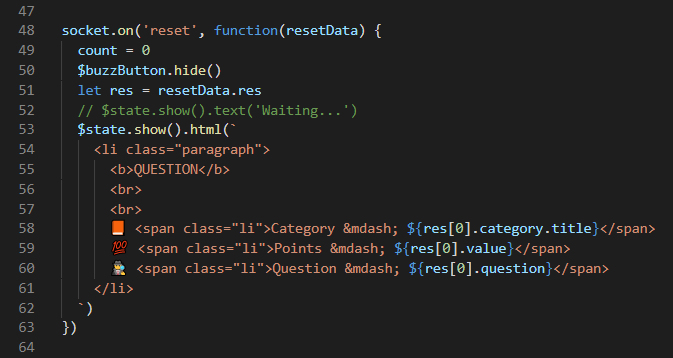 47
48 socket.on('reset', function(resetData) {
49   count = 0
50   $buzzButton.hide()
51   let res = resetData.res
52   // $state.show().text('Waiting...')
53   $state.show().html(`
54     <li class="paragraph">
55       <b>QUESTION</b>
56       <br>
57       <br>
58       📙 <span class="li">Category &mdash; ${res[0].category.title}</span>
59       💯 <span class="li">Points &mdash; ${res[0].value}</span>
60       🕵️ <span class="li">Question &mdash; ${res[0].question}</span>
61     </li>
62   `)
63 })
64